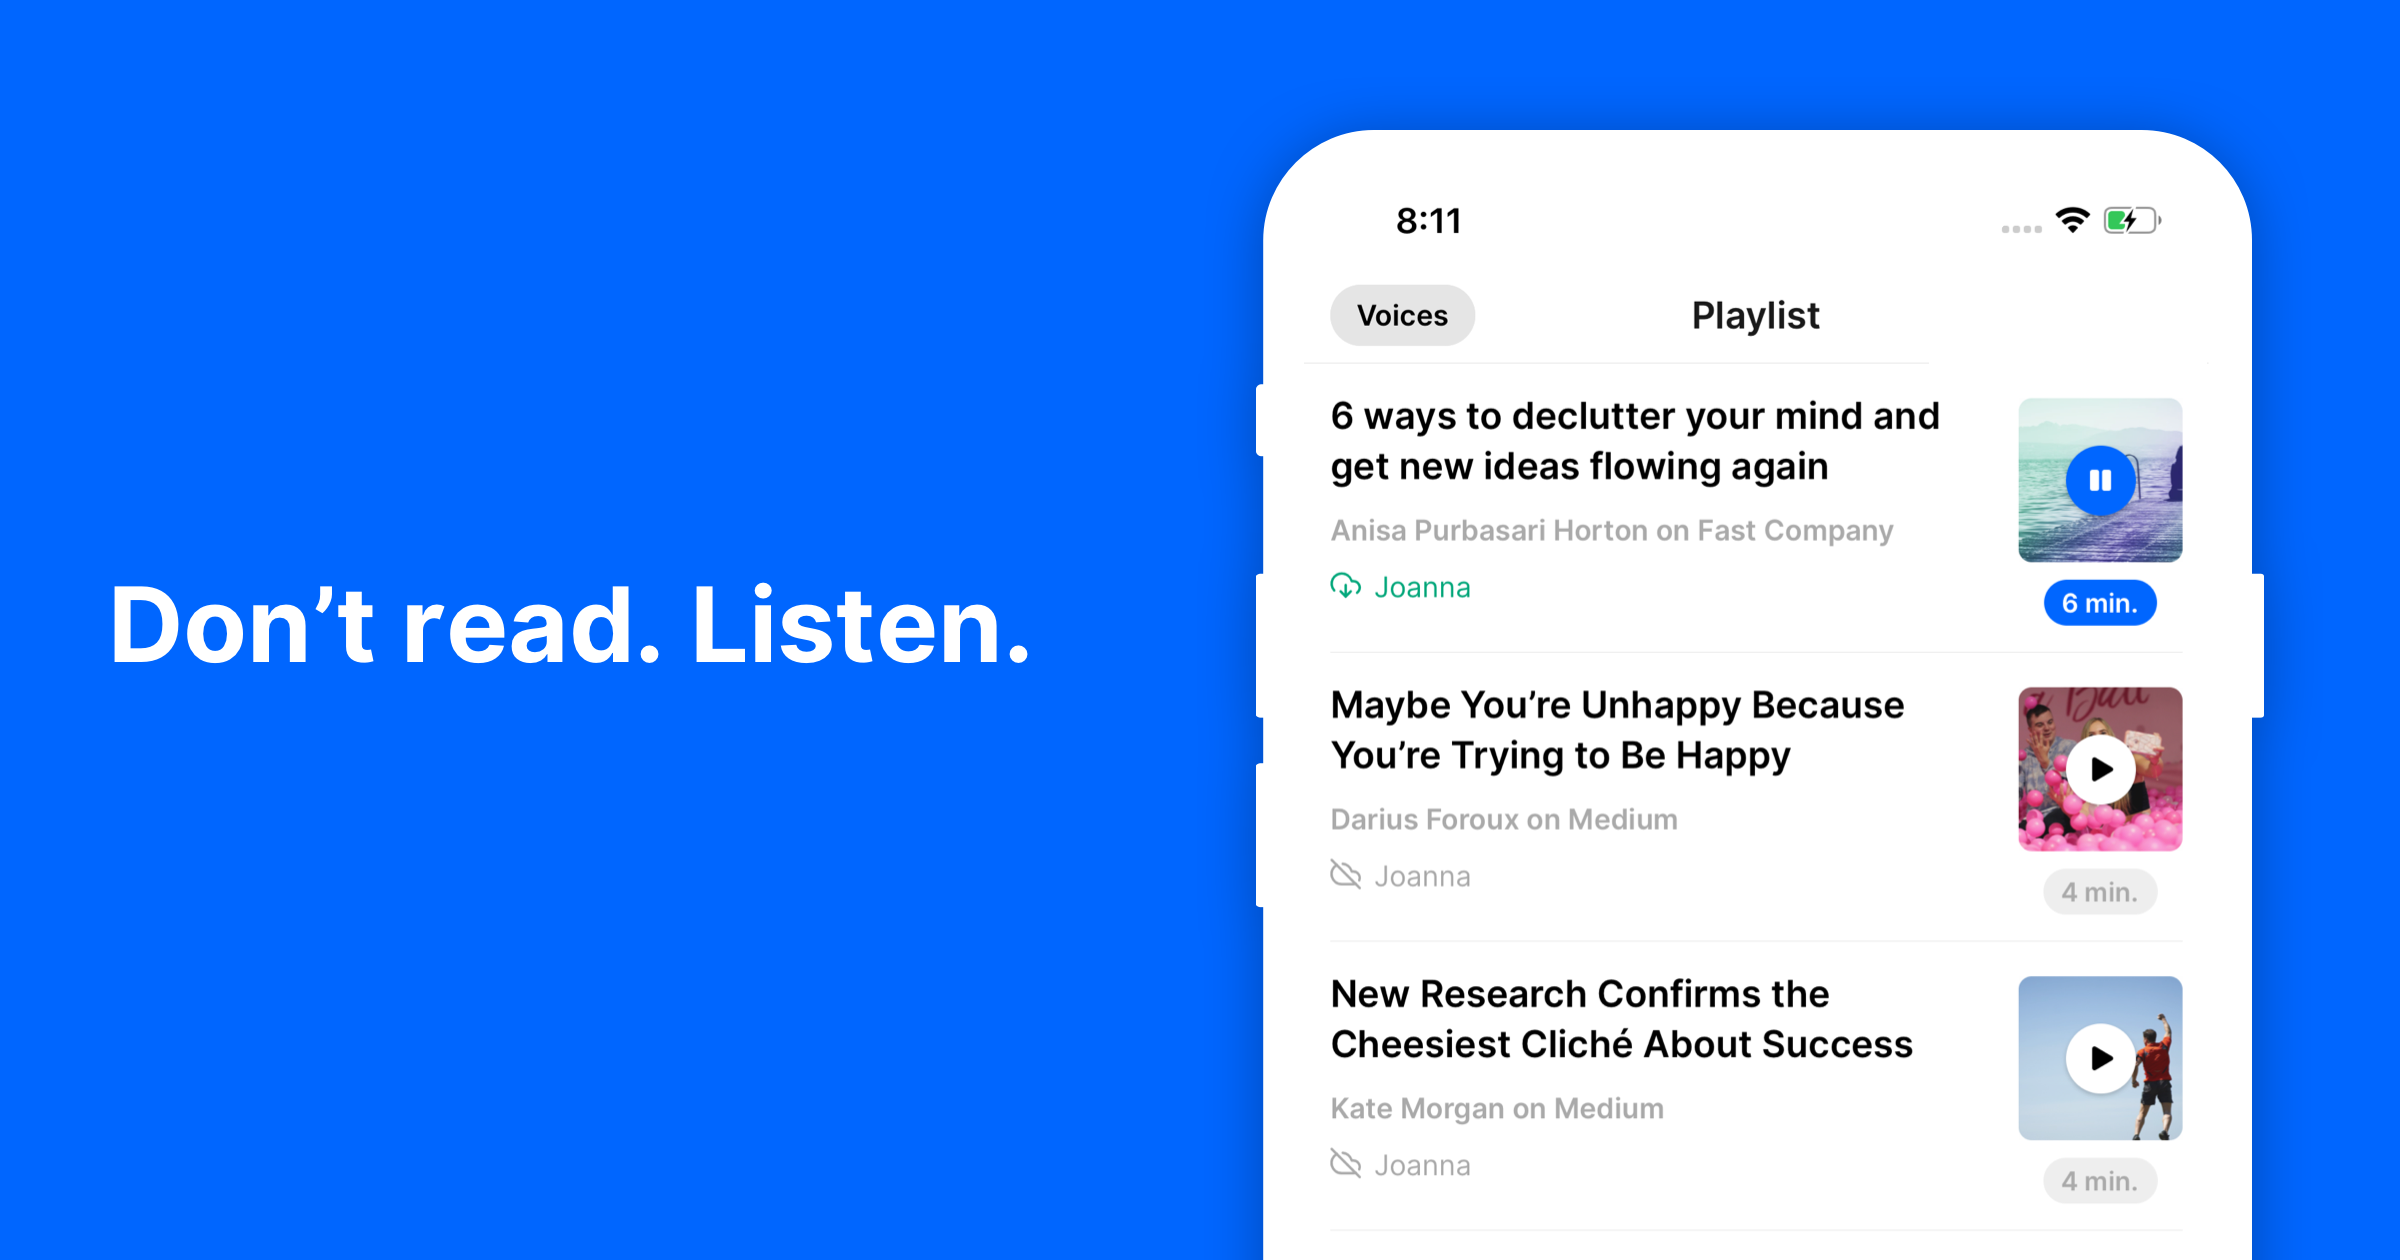 Don’t read. Listen.
8:11
Voices
Playlist
6 ways to declutter your mind and
get new ideas flowing again
Anisa Purbasari Horton on Fast Company
Joanna
6 min.
Maybe You’re Unhappy Because
You’re Trying to Be Happy
Darius Foroux on Medium
Joanna
4 min.
New Research Confirms the
Cheesiest Cliché About Success
Kate Morgan on Medium
Joanna
4 min.